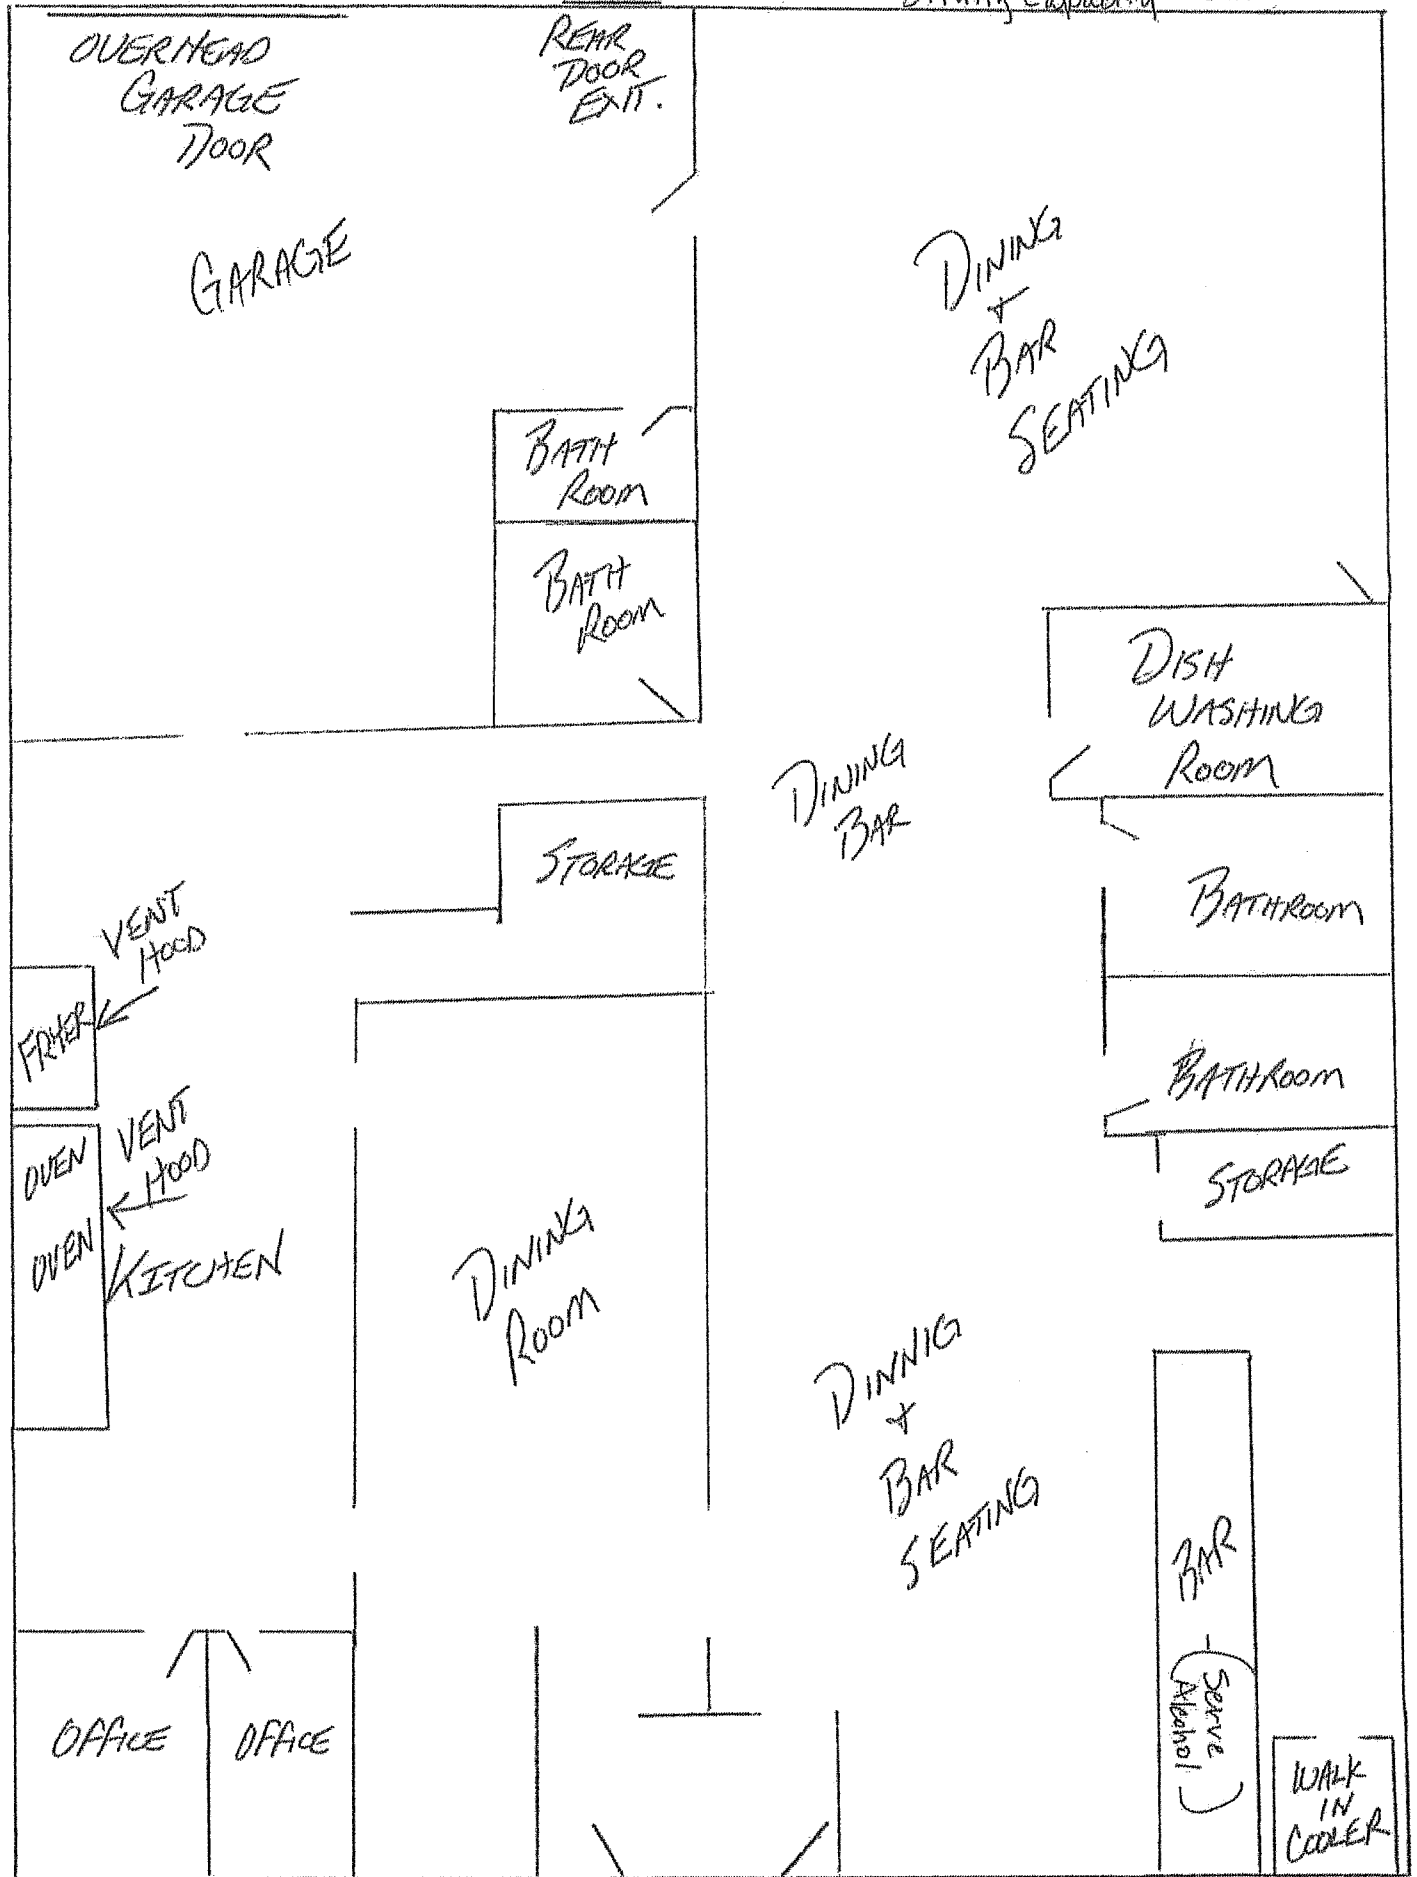 Dining Capacity
OVERHEAD
GARAGE
DOOR
REAR
DOOR
EXIT.
GARAGE
DINING
+
BAR
SEATING
BATH
ROOM
BATH
ROOM
DISH
WASHING
ROOM
DINING
BAR
STORAGE
BATHROOM
VENT
HOOD
FRYER
BATHROOM
VENT
HOOD
OVEN
OVEN
KITCHEN
STORAGE
DINING
ROOM
DINNIG
+
BAR
SEATING
BAR - (Serve
Alcohol)
OFFICE
OFFICE
WALK
IN
COOLER